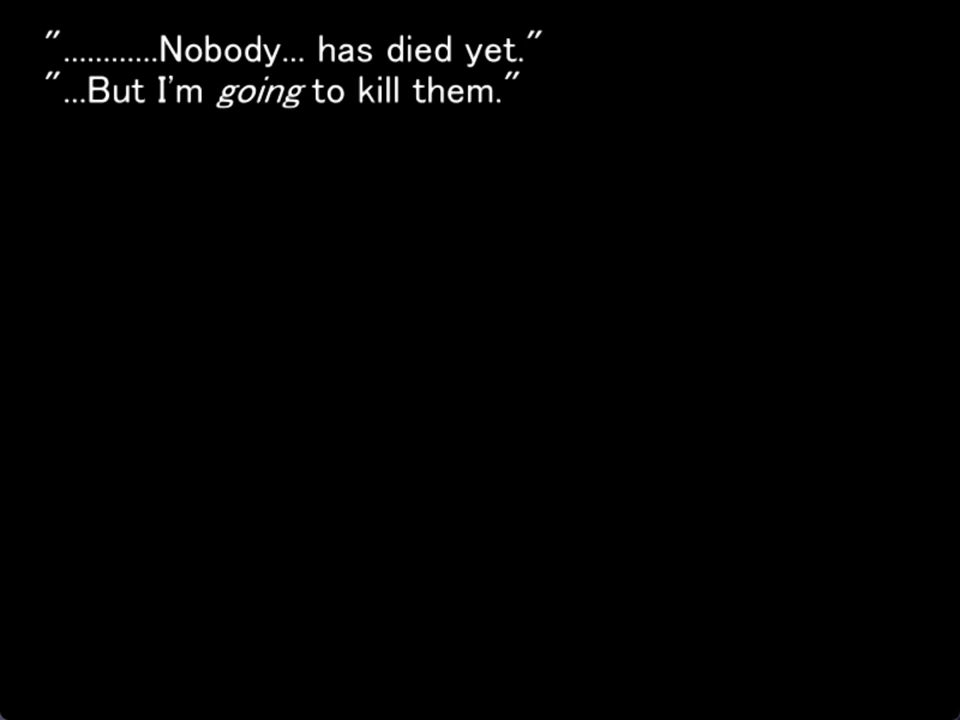 "............Nobody... has died yet."
"...But I'm going to kill them."